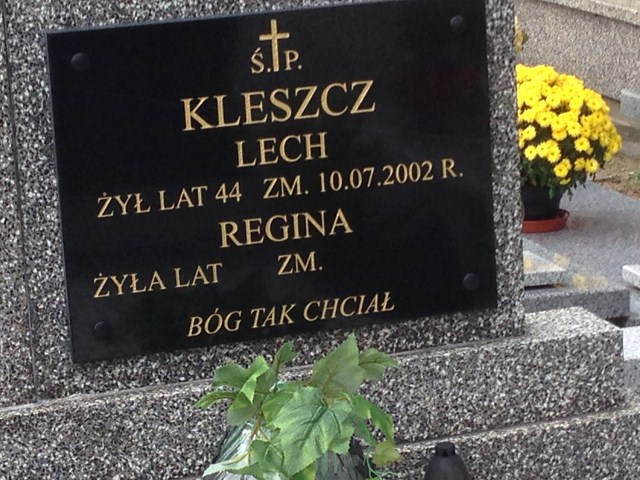 Ś.P.
KLESZCZ
LECH
ŻYŁ LAT 44 ZM. 10.07.2002 R.
REGINA
ŻYŁA LAT ZM.
BÓG TAK CHCIAŁ